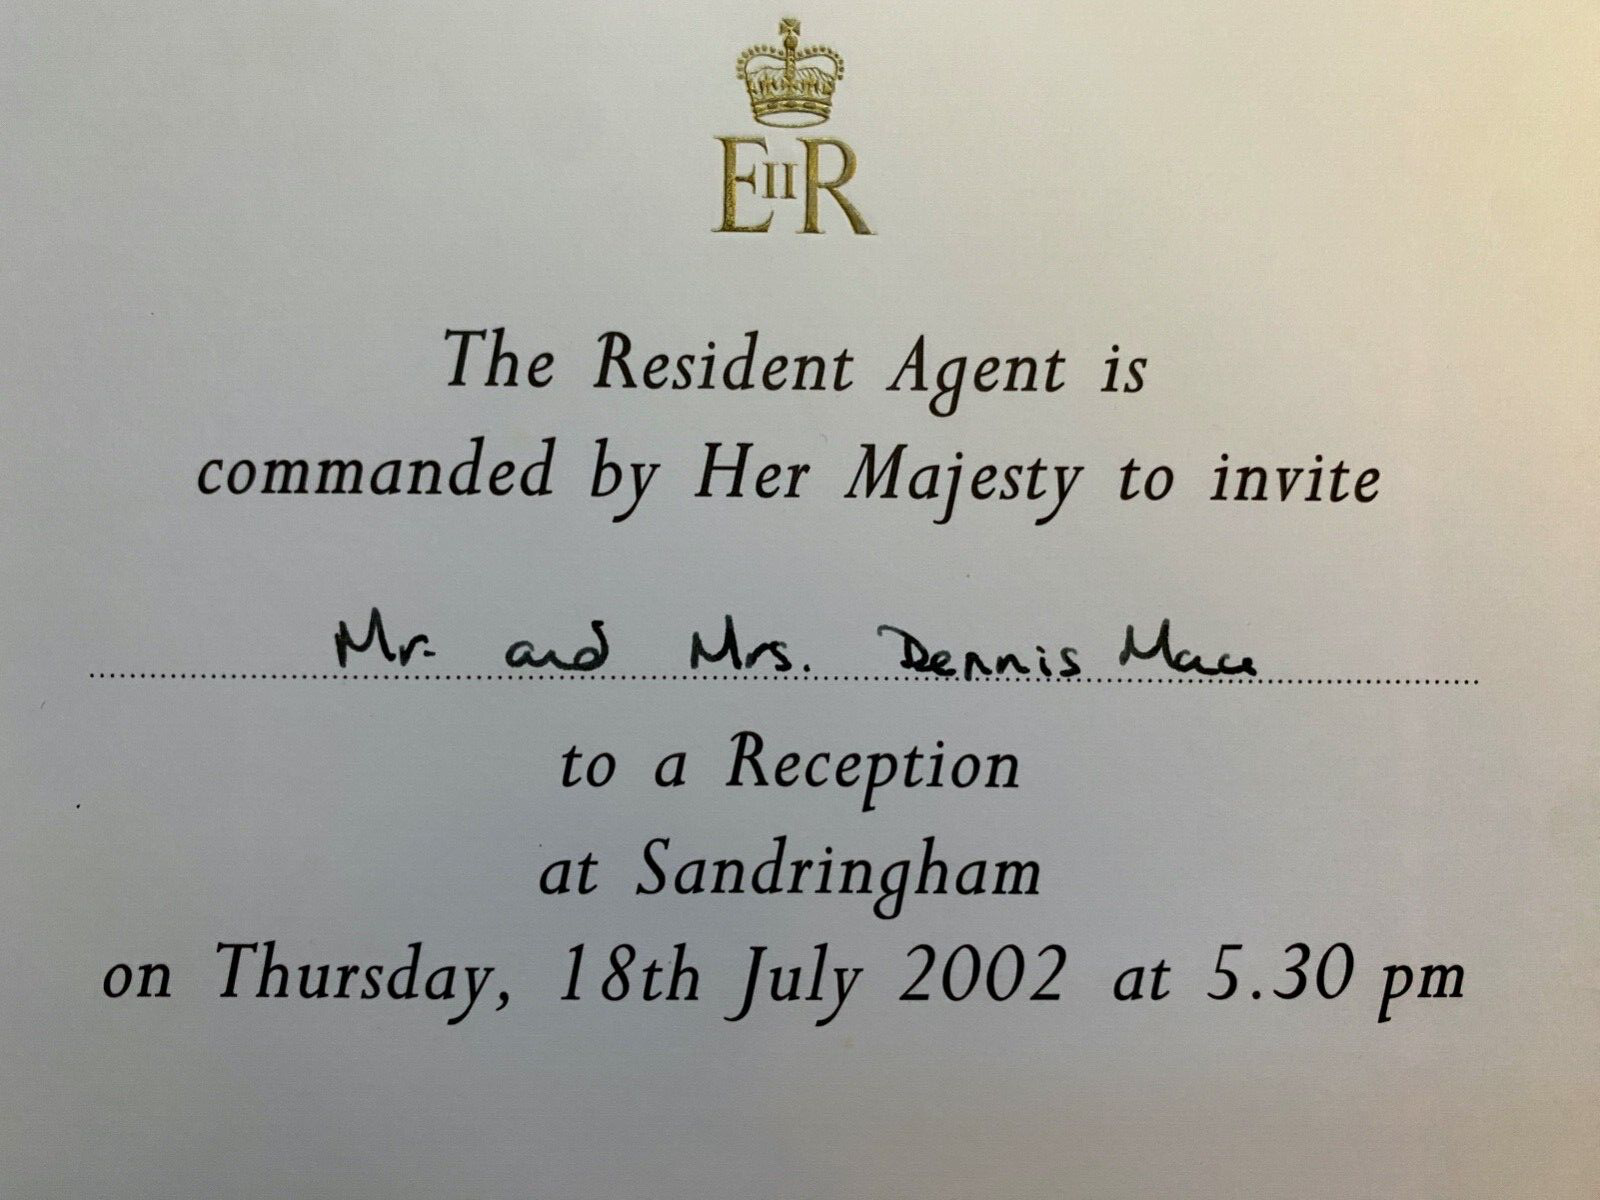 EIIR
The Resident Agent is
commanded by Her Majesty to invite
Mr. and Mrs. Dennis Mace
to a Reception
at Sandringham
on Thursday, 18th July 2002 at 5.30 pm